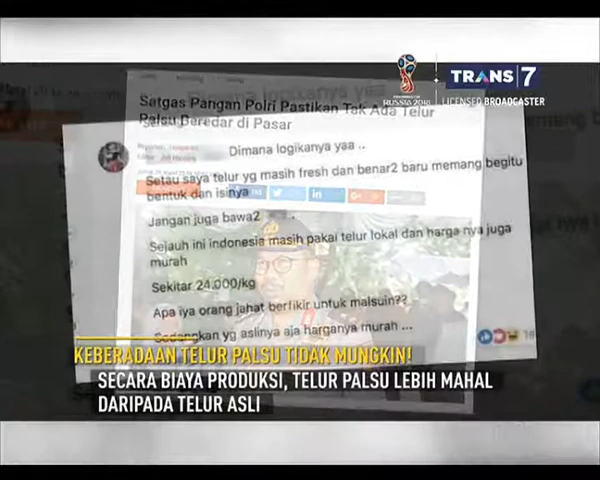 TRANS 7
RUSSIA 2018
LICENSED BROADCASTER
Satgas Pangan Polri Pastikan Tak Ada Telur
Palsu Beredar di Pasar
Dimana logikanya yaa ..
Setau saya telur yg masih fresh dan benar2 baru memang begitu
bentuk dan isinya
Jangan juga bawa2
Sejauh ini indonesia masih pakai telur lokal dan harga nya juga
murah
Sekitar 24.000/kg
Apa iya orang jahat berfikir untuk malsuin??
Sedangkan yg aslinya aja harganya murah ...
KEBERADAAN TELUR PALSU TIDAK MUNGKIN!
SECARA BIAYA PRODUKSI, TELUR PALSU LEBIH MAHAL
DARIPADA TELUR ASLI